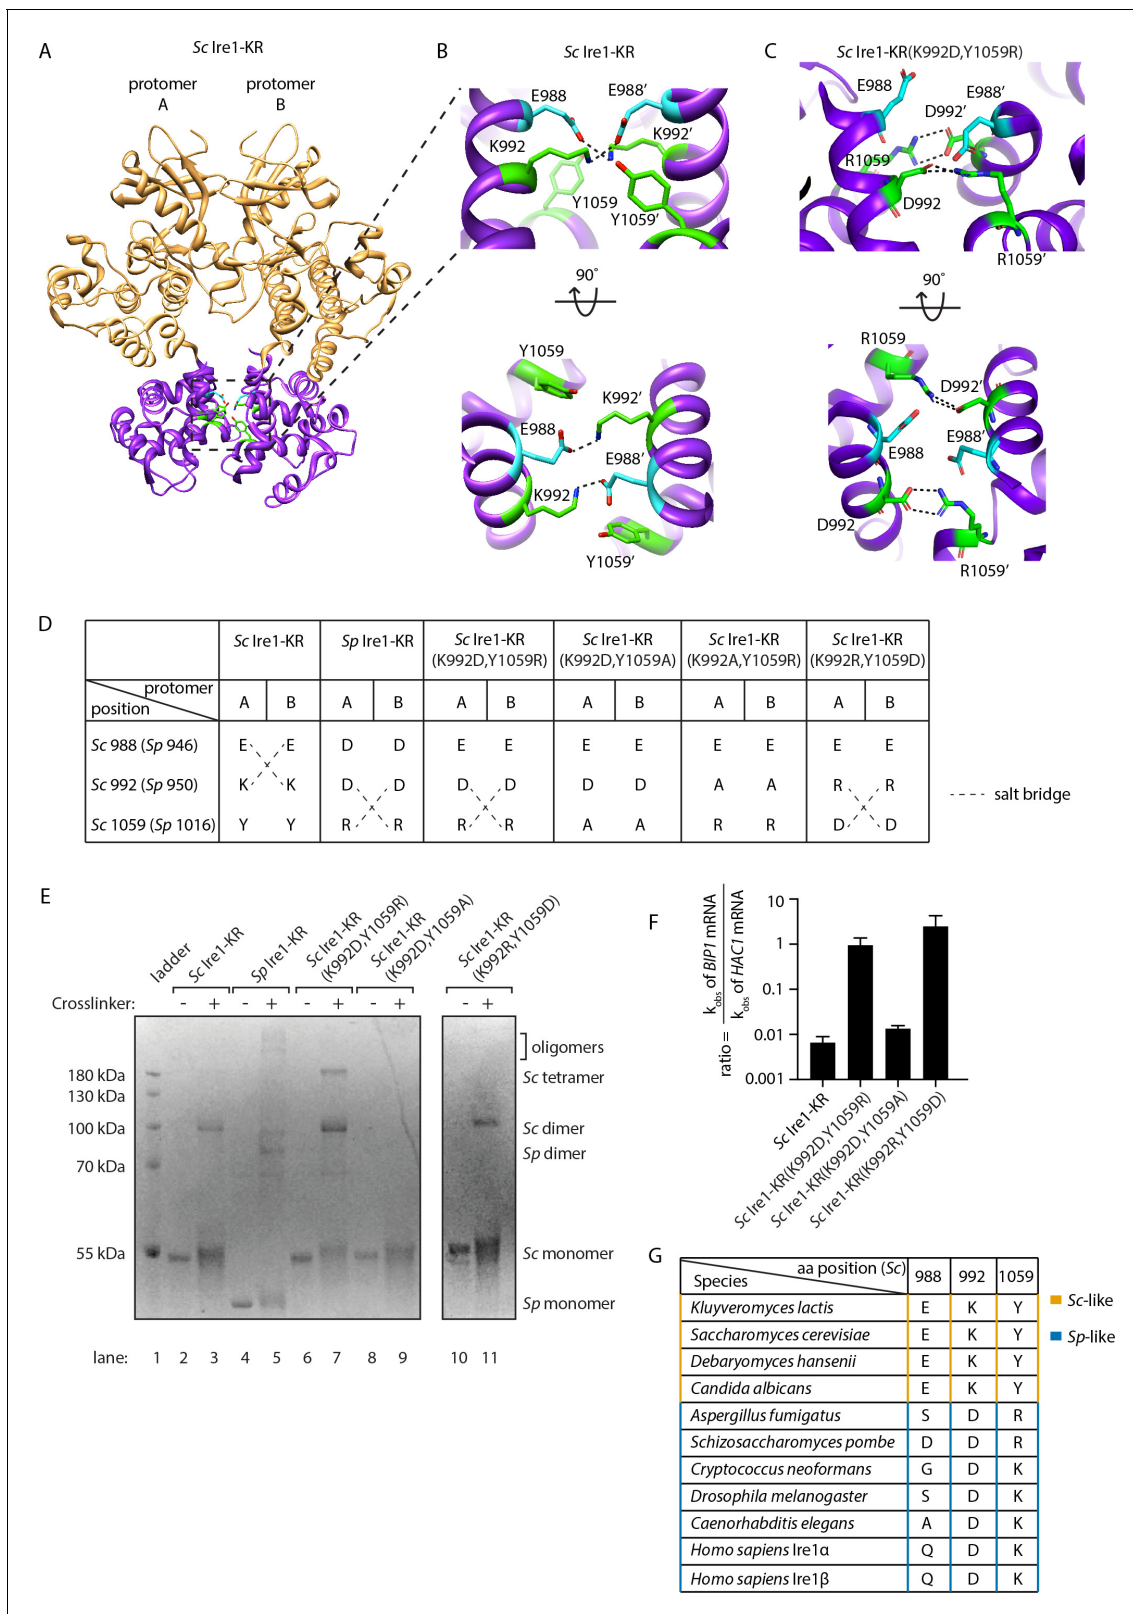 A
Sc Ire1-KR
protomer A
protomer B
B
Sc Ire1-KR
E988
E988′
K992
K992′
Y1059
Y1059′
90˚
Y1059
K992′
E988
E988′
K992
Y1059′
C
Sc Ire1-KR(K992D,Y1059R)
E988
E988′
D992′
R1059
D992
R1059′
90˚
R1059
D992′
E988′
E988
D992
R1059′
D
Sc Ire1-KR
Sp Ire1-KR
Sc Ire1-KR (K992D,Y1059R)
Sc Ire1-KR (K992D,Y1059A)
Sc Ire1-KR (K992A,Y1059R)
Sc Ire1-KR (K992R,Y1059D)
protomer
position
A B A B A B A B A B A B
Sc 988 (Sp 946) E E D D E E E E E E E E
Sc 992 (Sp 950) K K D D D D D D A A R R
Sc 1059 (Sp 1016) Y Y R R R R A A R R D D
salt bridge
E
ladder
Sc Ire1-KR
Sp Ire1-KR
Sc Ire1-KR (K992D,Y1059R)
Sc Ire1-KR (K992D,Y1059A)
Sc Ire1-KR (K992R,Y1059D)
Crosslinker: - + - + - + - + - +
180 kDa
130 kDa
100 kDa
70 kDa
55 kDa
oligomers
Sc tetramer
Sc dimer
Sp dimer
Sc monomer
Sp monomer
lane: 1 2 3 4 5 6 7 8 9 10 11
F
ratio = kobs of BIP1 mRNA
kobs of HAC1 mRNA
10
1
0.1
0.01
0.001
Sc Ire1-KR
Sc Ire1-KR(K992D,Y1059R)
Sc Ire1-KR(K992D,Y1059A)
Sc Ire1-KR(K992R,Y1059D)
G
aa position (Sc)
Species
988 992 1059
Kluyveromyces lactis E K Y
Saccharomyces cerevisiae E K Y
Debaryomyces hansenii E K Y
Candida albicans E K Y
Aspergillus fumigatus S D R
Schizosaccharomyces pombe D D R
Cryptococcus neoformans G D K
Drosophila melanogaster S D K
Caenorhabditis elegans A D K
Homo sapiens Ire1α Q D K
Homo sapiens Ire1β Q D K
Sc-like
Sp-like